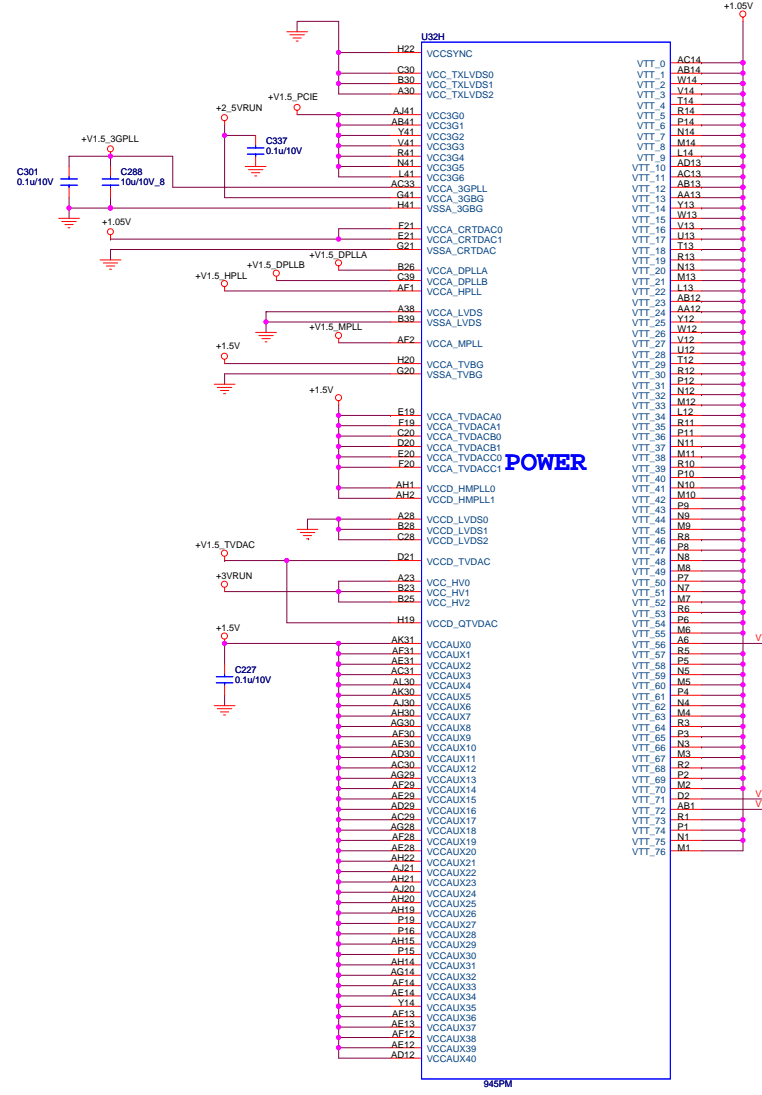 +1.05V
U32H
H22 VCCSYNC
C30 VCC_TXLVDS0
B30 VCC_TXLVDS1
A30 VCC_TXLVDS2
+V1.5_PCIE
+2_5VRUN
AJ41 VCC3G0
AB41 VCC3G1
Y41 VCC3G2
V41 VCC3G3
R41 VCC3G4
N41 VCC3G5
L41 VCC3G6
C337
0.1u/10V
+V1.5_3GPLL
C301
0.1u/10V
C288
10u/10V_8
AC33 VCCA_3GPLL
G41 VCCA_3GBG
H41 VSSA_3GBG
+1.05V
F21 VCCA_CRTDAC0
E21 VCCA_CRTDAC1
G21 VSSA_CRTDAC
+V1.5_DPLLA
+V1.5_DPLLB
+V1.5_HPLL
B26 VCCA_DPLLA
C39 VCCA_DPLLB
AF1 VCCA_HPLL
A38 VCCA_LVDS
B39 VSSA_LVDS
+V1.5_MPLL
AF2 VCCA_MPLL
+1.5V
H20 VCCA_TVBG
G20 VSSA_TVBG
+1.5V
E19 VCCA_TVDACA0
F19 VCCA_TVDACA1
C20 VCCA_TVDACB0
D20 VCCA_TVDACB1
E20 VCCA_TVDACC0
F20 VCCA_TVDACC1
POWER
AH1 VCCD_HMPLL0
AH2 VCCD_HMPLL1
A28 VCCD_LVDS0
B28 VCCD_LVDS1
C28 VCCD_LVDS2
+V1.5_TVDAC
D21 VCCD_TVDAC
+3VRUN
A23 VCC_HV0
B23 VCC_HV1
B25 VCC_HV2
H19 VCCD_QTVDAC
+1.5V
C227
0.1u/10V
AK31 VCCAUX0
AF31 VCCAUX1
AE31 VCCAUX2
AC31 VCCAUX3
AL30 VCCAUX4
AK30 VCCAUX5
AJ30 VCCAUX6
AH30 VCCAUX7
AG30 VCCAUX8
AF30 VCCAUX9
AE30 VCCAUX10
AD30 VCCAUX11
AC30 VCCAUX12
AG29 VCCAUX13
AF29 VCCAUX14
AE29 VCCAUX15
AD29 VCCAUX16
AC29 VCCAUX17
AG28 VCCAUX18
AF28 VCCAUX19
AE28 VCCAUX20
AH22 VCCAUX21
AJ21 VCCAUX22
AH21 VCCAUX23
AJ20 VCCAUX24
AH20 VCCAUX25
AH19 VCCAUX26
P19 VCCAUX27
P16 VCCAUX28
AH15 VCCAUX29
P15 VCCAUX30
AH14 VCCAUX31
AG14 VCCAUX32
AF14 VCCAUX33
AE14 VCCAUX34
Y14 VCCAUX35
AF13 VCCAUX36
AE13 VCCAUX37
AF12 VCCAUX38
AE12 VCCAUX39
AD12 VCCAUX40
VTT_0 AC14
VTT_1 AB14
VTT_2 W14
VTT_3 V14
VTT_4 T14
VTT_5 R14
VTT_6 P14
VTT_7 N14
VTT_8 M14
VTT_9 L14
VTT_10 AD13
VTT_11 AC13
VTT_12 AB13
VTT_13 AA13
VTT_14 Y13
VTT_15 W13
VTT_16 V13
VTT_17 U13
VTT_18 T13
VTT_19 R13
VTT_20 N13
VTT_21 M13
VTT_22 L13
VTT_23 AB12
VTT_24 AA12
VTT_25 Y12
VTT_26 W12
VTT_27 V12
VTT_28 U12
VTT_29 T12
VTT_30 R12
VTT_31 P12
VTT_32 N12
VTT_33 M12
VTT_34 L12
VTT_35 R11
VTT_36 P11
VTT_37 N11
VTT_38 M11
VTT_39 R10
VTT_40 P10
VTT_41 N10
VTT_42 M10
VTT_43 P9
VTT_44 N9
VTT_45 M9
VTT_46 R8
VTT_47 P8
VTT_48 N8
VTT_49 M8
VTT_50 P7
VTT_51 N7
VTT_52 M7
VTT_53 R6
VTT_54 P6
VTT_55 M6
VTT_56 A6 V
VTT_57 R5
VTT_58 P5
VTT_59 N5
VTT_60 M5
VTT_61 P4
VTT_62 N4
VTT_63 M4
VTT_64 R3
VTT_65 P3
VTT_66 N3
VTT_67 M3
VTT_68 R2
VTT_69 P2
VTT_70 M2
VTT_71 D2 V
VTT_72 AB1 V
VTT_73 R1
VTT_74 P1
VTT_75 N1
VTT_76 M1
945PM